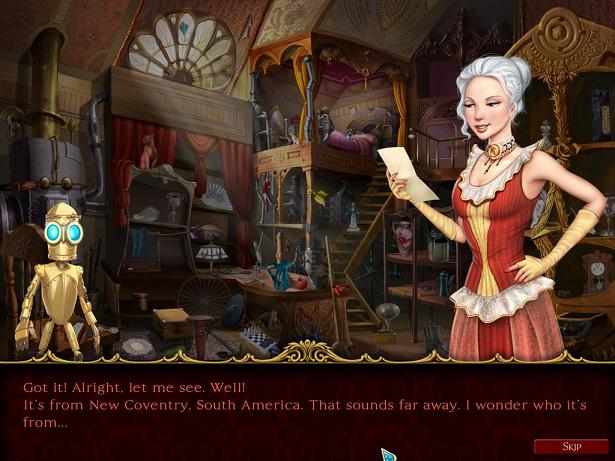 Got it! Alright, let me see. Well!
It's from New Coventry, South America. That sounds far away. I wonder who it's
from...
Skip